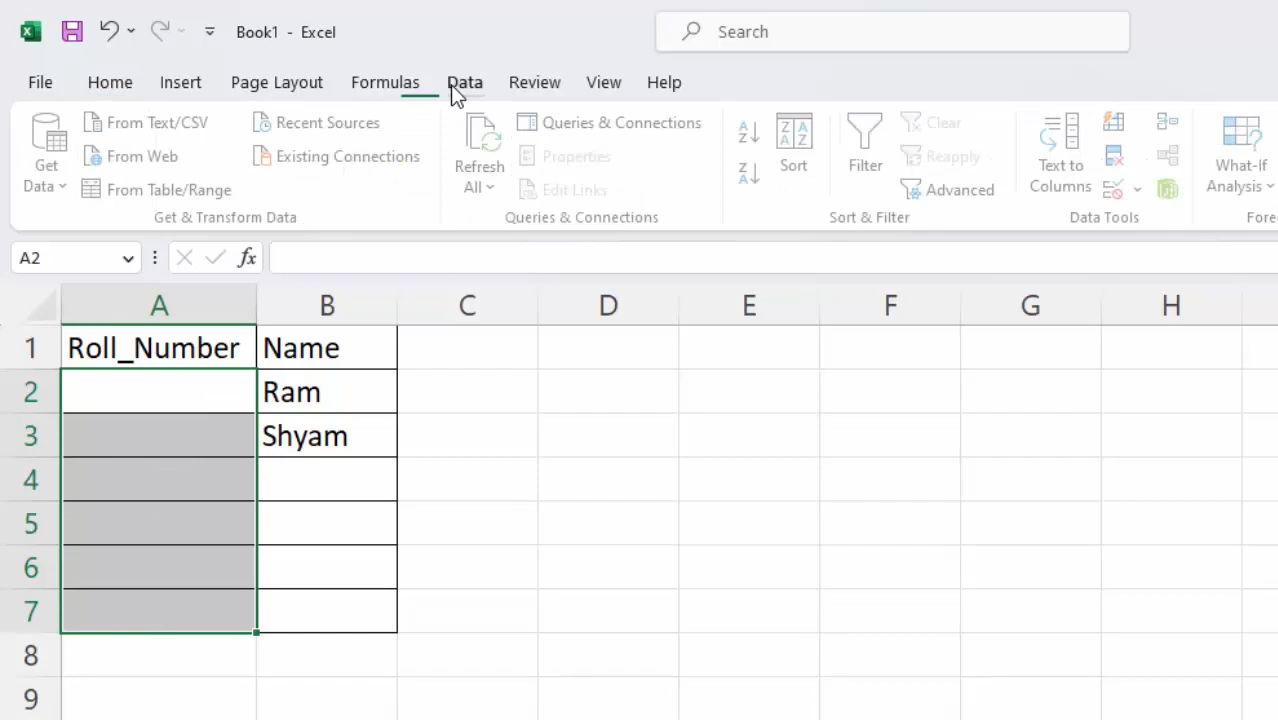 Book1 - Excel
Search
File Home Insert Page Layout Formulas Data Review View Help
Get Data
From Text/CSV
From Web
From Table/Range
Recent Sources
Existing Connections
Get & Transform Data
Refresh All
Queries & Connections
Properties
Edit Links
Queries & Connections
Sort
Filter
Clear
Reapply
Advanced
Sort & Filter
Text to Columns
Data Tools
What-If Analysis
Fore
A2
fx
A B C D E F G H
1 Roll_Number Name
2 Ram
3 Shyam
4
5
6
7
8
9